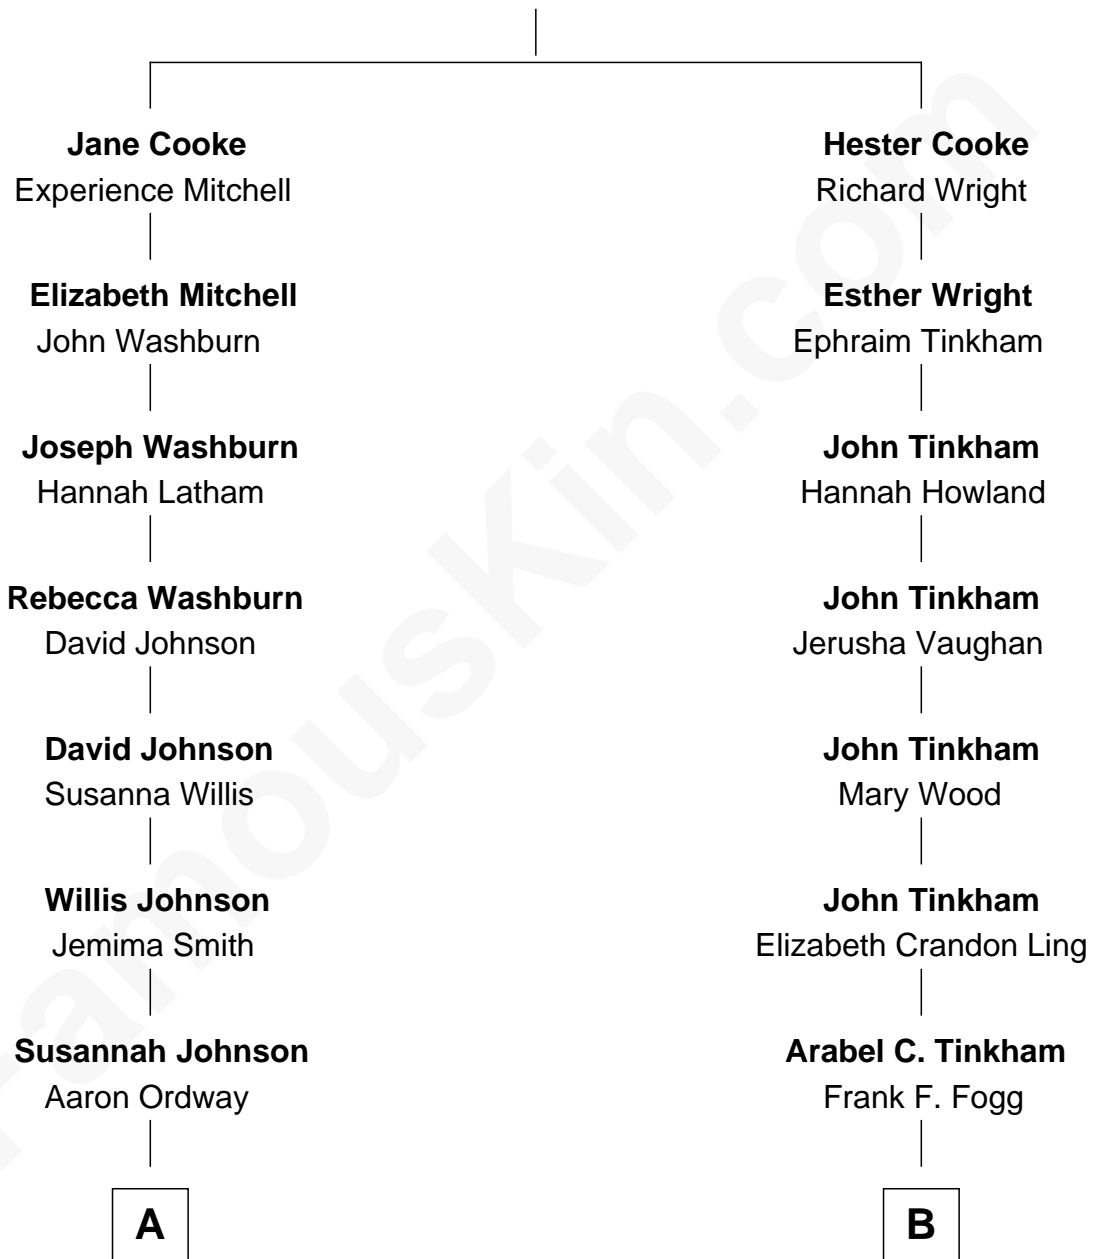 Jane Cooke
Experience Mitchell
Hester Cooke
Richard Wright
Elizabeth Mitchell
John Washburn
Esther Wright
Ephraim Tinkham
Joseph Washburn
Hannah Latham
John Tinkham
Hannah Howland
Rebecca Washburn
David Johnson
John Tinkham
Jerusha Vaughan
David Johnson
Susanna Willis
John Tinkham
Mary Wood
Willis Johnson
Jemima Smith
John Tinkham
Elizabeth Crandon Ling
Susannah Johnson
Aaron Ordway
Arabel C. Tinkham
Frank F. Fogg
A
B
FamousKin.com